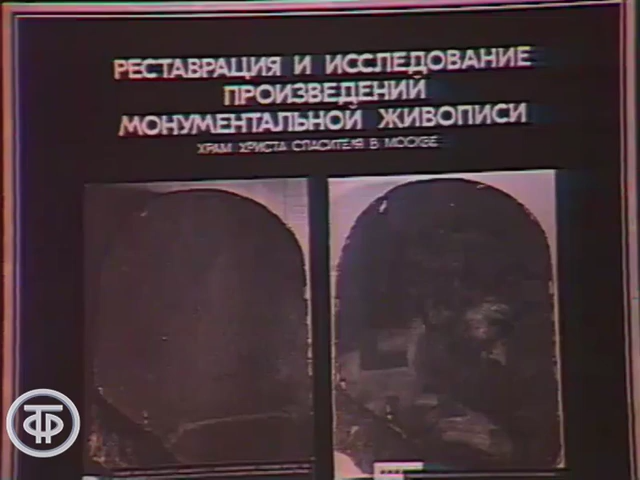 РЕСТАВРАЦИЯ И ИССЛЕДОВАНИЕ
ПРОИЗВЕДЕНИЙ
МОНУМЕНТАЛЬНОЙ ЖИВОПИСИ
ХРАМ ХРИСТА СПАСИТЕЛЯ В МОСКВЕ